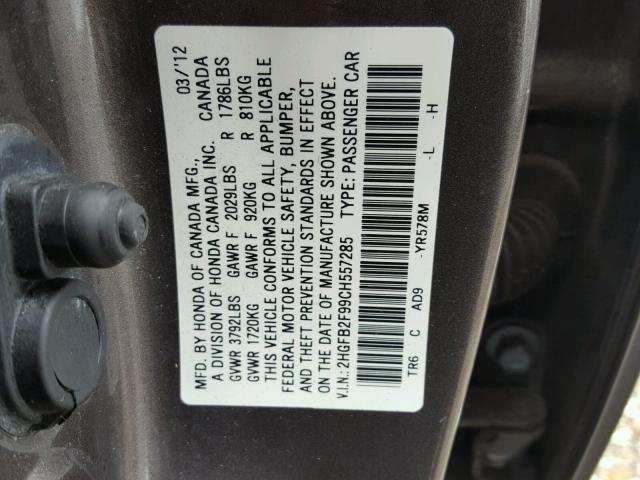 MFD. BY HONDA OF CANADA MFG., 03/'12
A DIVISION OF HONDA CANADA INC. CANADA
GVWR 3792LBS GAWR F 2029LBS R 1786LBS
GVWR 1720KG GAWR F 920KG R 810KG
THIS VEHICLE CONFORMS TO ALL APPLICABLE
FEDERAL MOTOR VEHICLE SAFETY, BUMPER,
AND THEFT PREVENTION STANDARDS IN EFFECT
ON THE DATE OF MANUFACTURE SHOWN ABOVE.
V.I.N.: 2HGFB2F99CH557285 TYPE: PASSENGER CAR
TR6 C AD9 -YR578M -L -H